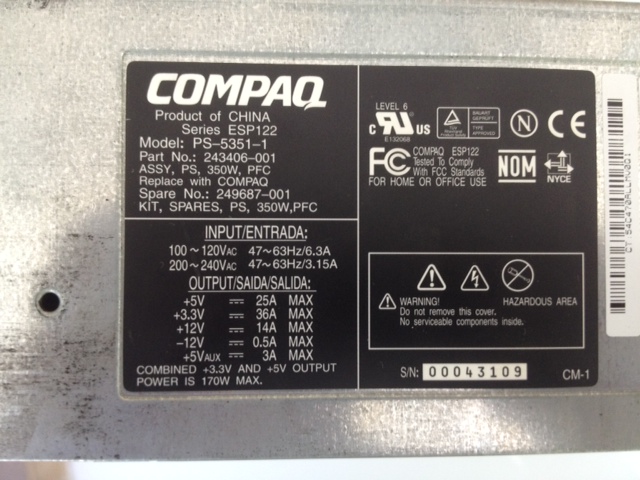 COMPAQ
Product of CHINA
Series ESP122
Model: PS-5351-1
Part No.: 243406-001
ASSY, PS, 350W, PFC
Replace with COMPAQ
Spare No.: 249687-001
KIT, SPARES, PS, 350W,PFC
INPUT/ENTRADA:
100~120VAC 47~63Hz/6.3A
200~240VAC 47~63Hz/3.15A
OUTPUT/SAIDA/SALIDA:
+5V 25A MAX
+3.3V 36A MAX
+12V 14A MAX
-12V 0.5A MAX
+5VAUX 3A MAX
COMBINED +3.3V AND +5V OUTPUT
POWER IS 170W MAX.
LEVEL 6
c UL US
E132068
TYPE
APPROVED
N CE
FC COMPAQ ESP122
Tested To Comply
With FCC Standards
FOR HOME OR OFFICE USE
NOM
NYCE
WARNING!
Do not remove this cover.
No serviceable components inside.
HAZARDOUS AREA
S/N: 00043109
CM-1